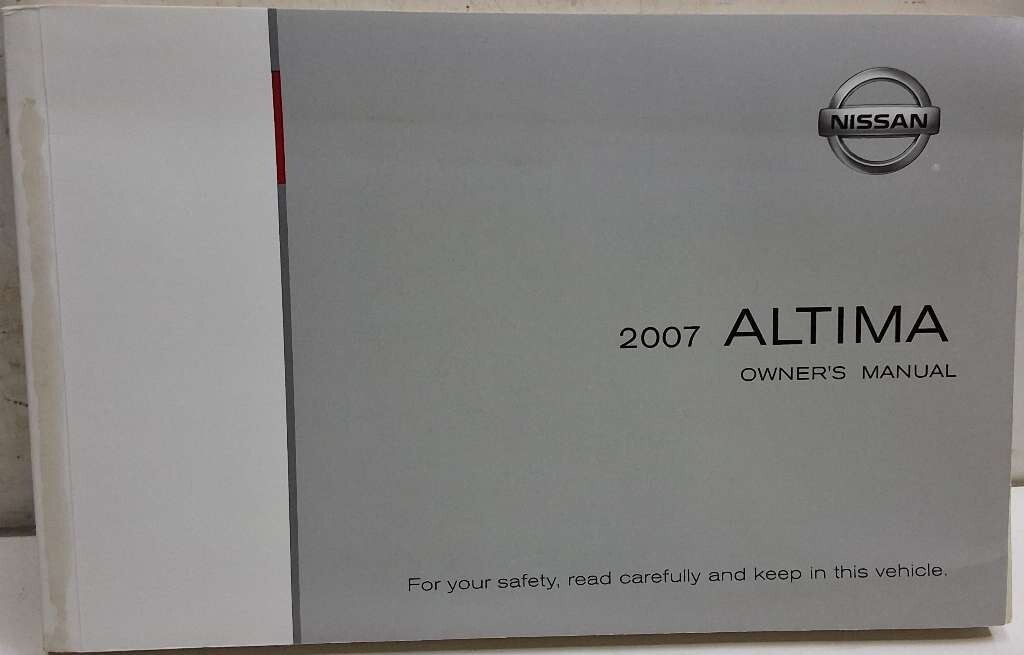 NISSAN
2007 ALTIMA
OWNER'S MANUAL
For your safety, read carefully and keep in this vehicle.